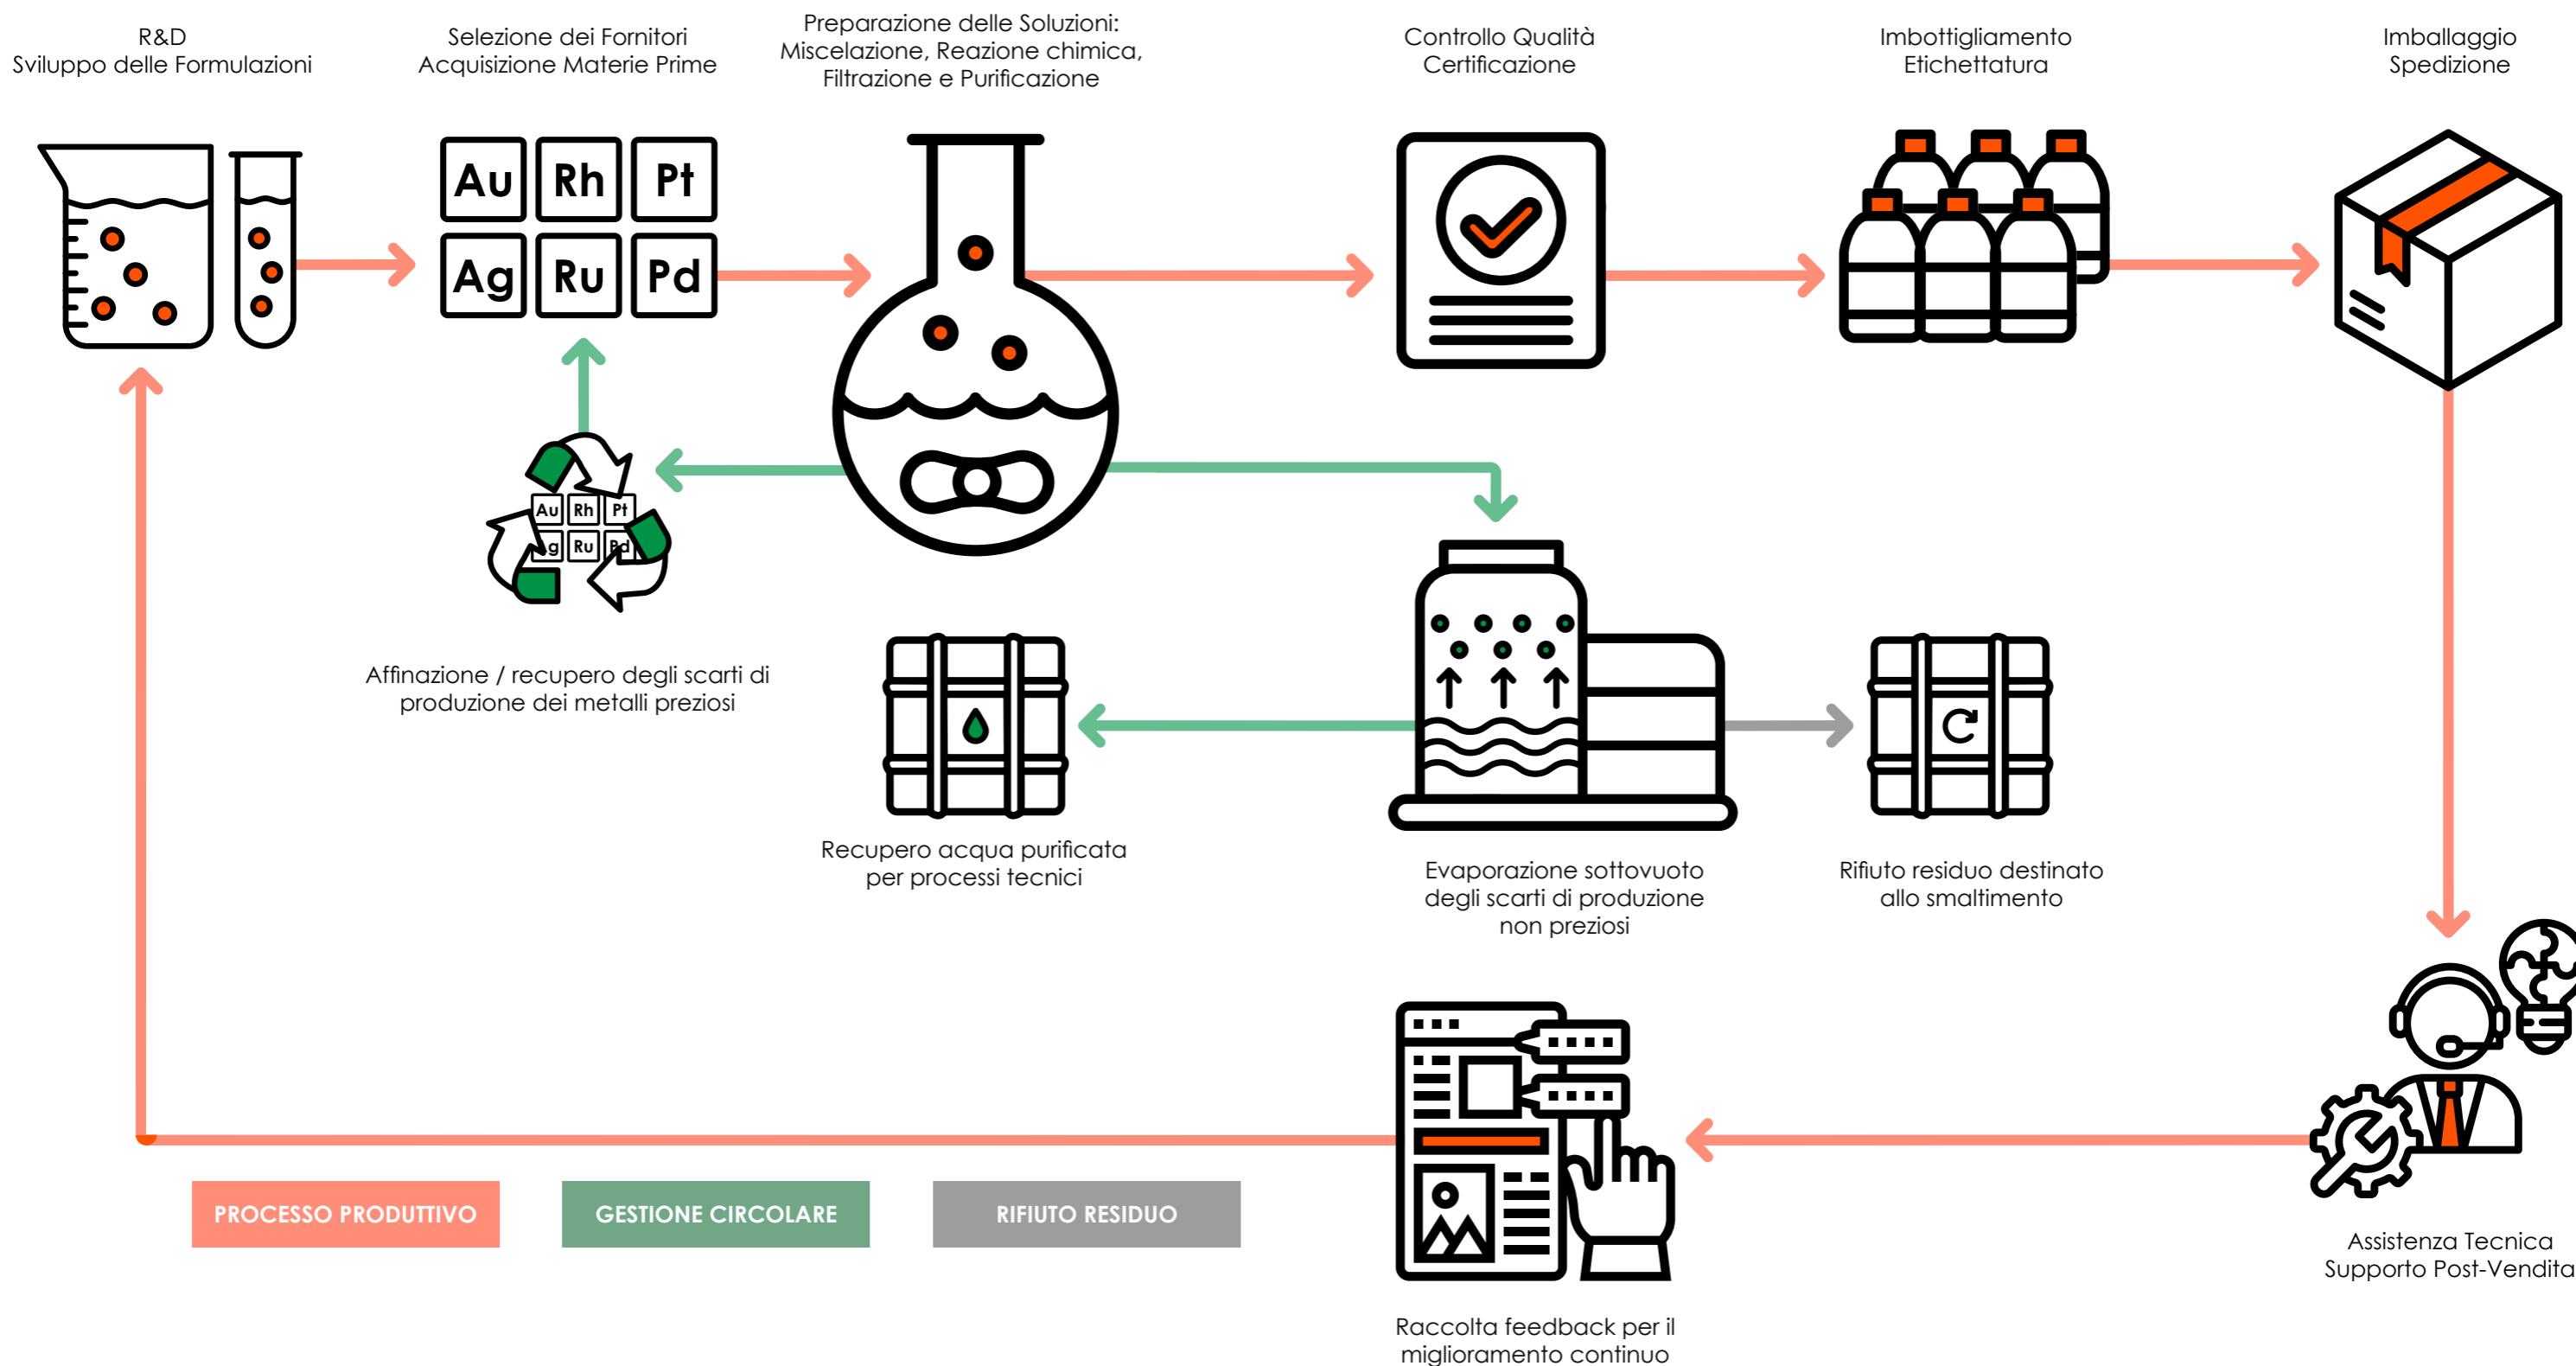 R&D
Sviluppo delle Formulazioni
Selezione dei Fornitori
Acquisizione Materie Prime
Preparazione delle Soluzioni:
Miscelazione, Reazione chimica,
Filtrazione e Purificazione
Controllo Qualità
Certificazione
Imbottigliamento
Etichettatura
Imballaggio
Spedizione
Au Rh Pt
Ag Ru Pd
Au Rh Pt
g Ru Pd
Affinazione / recupero degli scarti di
produzione dei metalli preziosi
Recupero acqua purificata
per processi tecnici
Evaporazione sottovuoto
degli scarti di produzione
non preziosi
Rifiuto residuo destinato
allo smaltimento
PROCESSO PRODUTTIVO
GESTIONE CIRCOLARE
RIFIUTO RESIDUO
Assistenza Tecnica
Supporto Post-Vendita
Raccolta feedback per il
miglioramento continuo